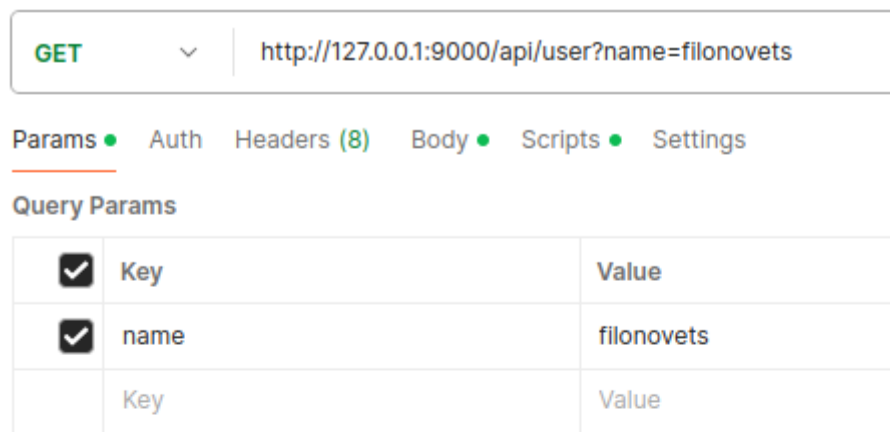 GET http://127.0.0.1:9000/api/user?name=filonovets
Params Auth Headers (8) Body Scripts Settings
Query Params
Key Value
name filonovets
Key Value